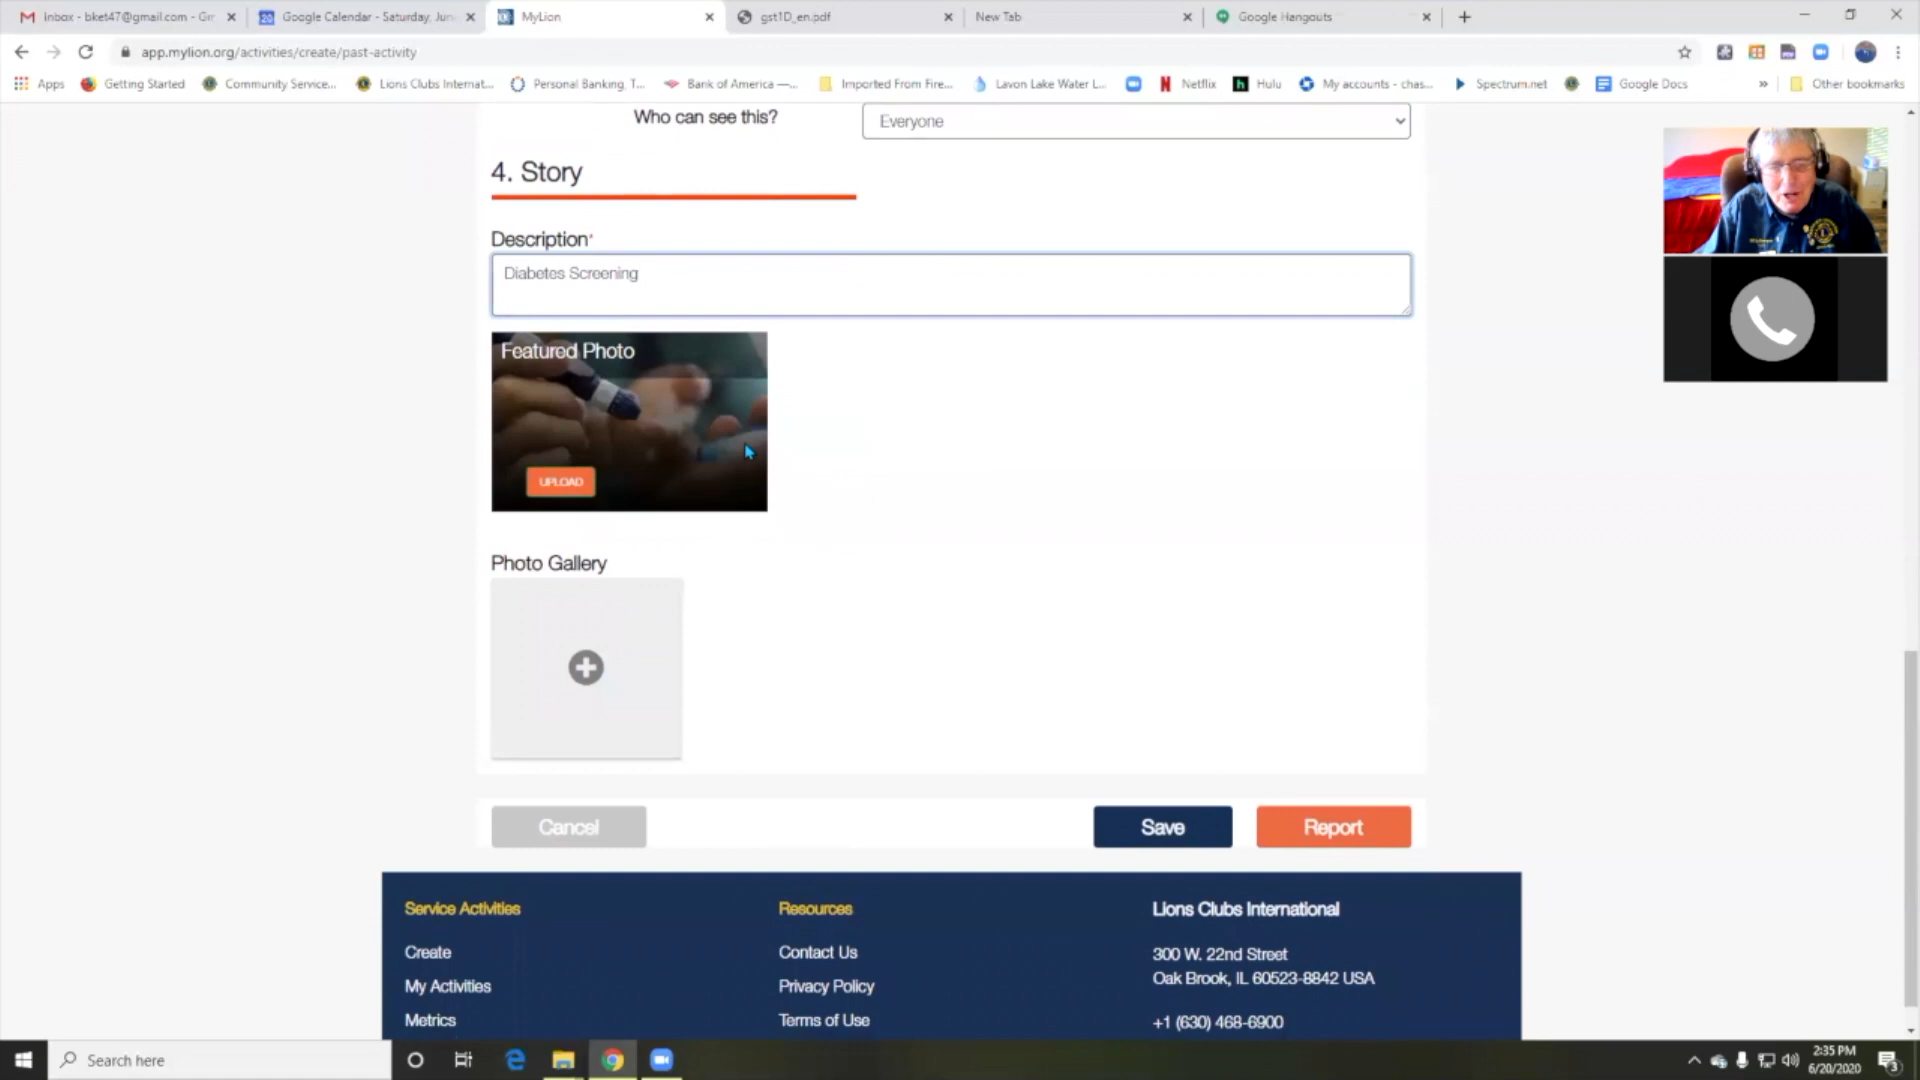 Inbox - bket47@gmail.com - Gm
Google Calendar - Saturday, Jun
MyLion
gst1D_en.pdf
New Tab
Google Hangouts
app.mylion.org/activities/create/past-activity
Apps
Getting Started
Community Service...
Lions Clubs Internat...
Personal Banking, T...
Bank of America —...
Imported From Fire...
Lavon Lake Water L...
Netflix
Hulu
My accounts - chas...
Spectrum.net
Google Docs
Other bookmarks
Who can see this?
Everyone
4. Story
Description*
Diabetes Screening
Featured Photo
UPLOAD
Photo Gallery
Cancel
Save
Report
Service Activities
Create
My Activities
Metrics
Resources
Contact Us
Privacy Policy
Terms of Use
Lions Clubs International
300 W. 22nd Street
Oak Brook, IL 60523-8842 USA
+1 (630) 468-6900
Search here
2:35 PM
6/20/2020
3